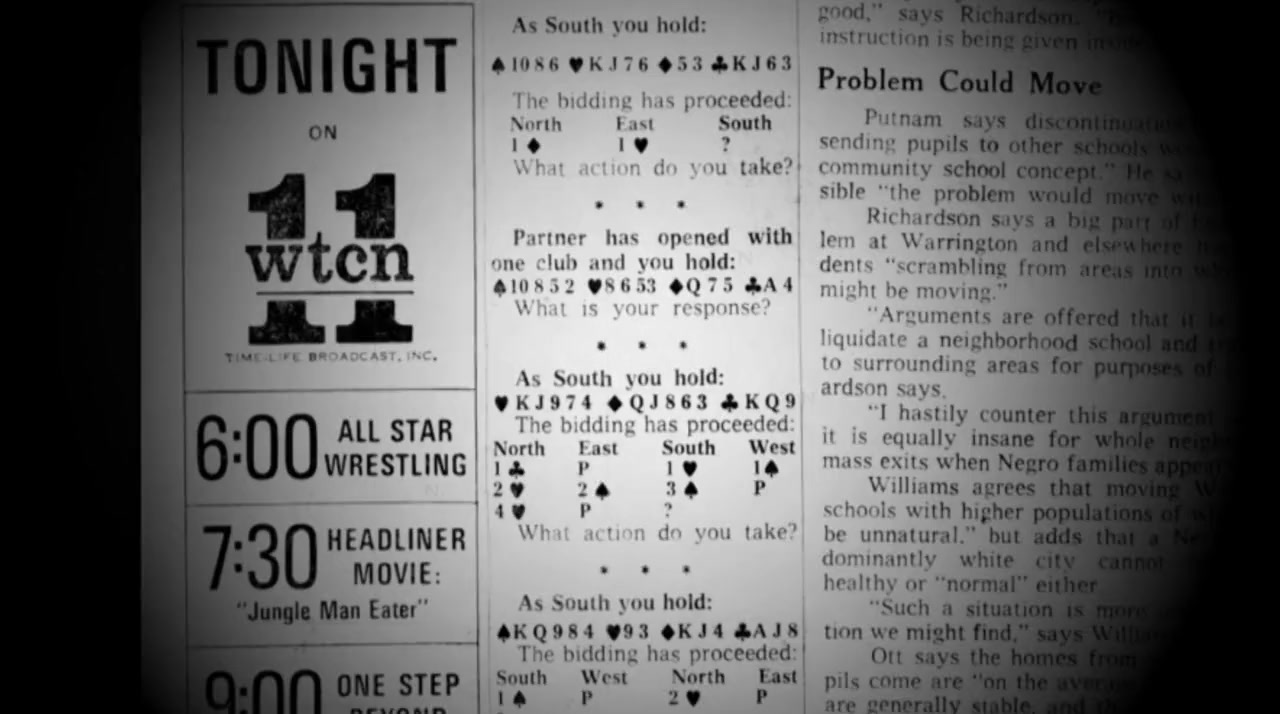 TONIGHT
ON
11
wtcn
11
TIME-LIFE BROADCAST, INC.
6:00 ALL STAR
WRESTLING
7:30 HEADLINER
MOVIE:
"Jungle Man Eater"
9:00 ONE STEP
BEYOND
As South you hold:
♠10 8 6 ♥K J 7 6 ♦5 3 ♣K J 6 3
The bidding has proceeded:
North East South
1 ♦ 1 ♥ ?
What action do you take?
* * *
Partner has opened with
one club and you hold:
♠10 8 5 2 ♥8 6 5 3 ♦Q 7 5 ♣A 4
What is your response?
* * *
As South you hold:
♥K J 9 7 4 ♦Q J 8 6 3 ♣K Q 9
The bidding has proceeded:
North East South West
1 ♣ P 1 ♥ 1 ♠
2 ♥ 2 ♠ 3 ♠ P
4 ♥ P ?
What action do you take?
* * *
As South you hold:
♠K Q 9 8 4 ♥9 3 ♦K J 4 ♣A J 8
The bidding has proceeded:
South West North East
1 ♠ P 2 ♥ P
good," says Richardson.
instruction is being given
Problem Could Move
Putnam says discontinuation
sending pupils to other schools
community school concept." He
sible "the problem would move
Richardson says a big part of
lem at Warrington and elsewhere
dents "scrambling from areas into
might be moving."
"Arguments are offered that it
liquidate a neighborhood school and
to surrounding areas for purposes of
ardson says.
"I hastily counter this argument
it is equally insane for whole
mass exits when Negro families
Williams agrees that moving
schools with higher populations of
be unnatural." but adds that a
dominantly white city cannot
healthy or "normal" either
"Such a situation is more
tion we might find," says
Ott says the homes from
pils come are "on the
are generally stable, and